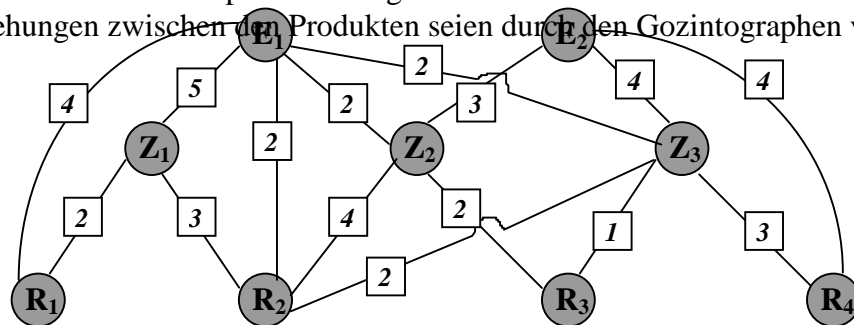 ehungen zwischen den Produkten seien durch den Gozintographen v
E₁ E₂
2
4 5 2 3 4 4
Z₁ 2 Z₂ Z₃
2 3 4 2 1 3
2
R₁ R₂ R₃ R₄